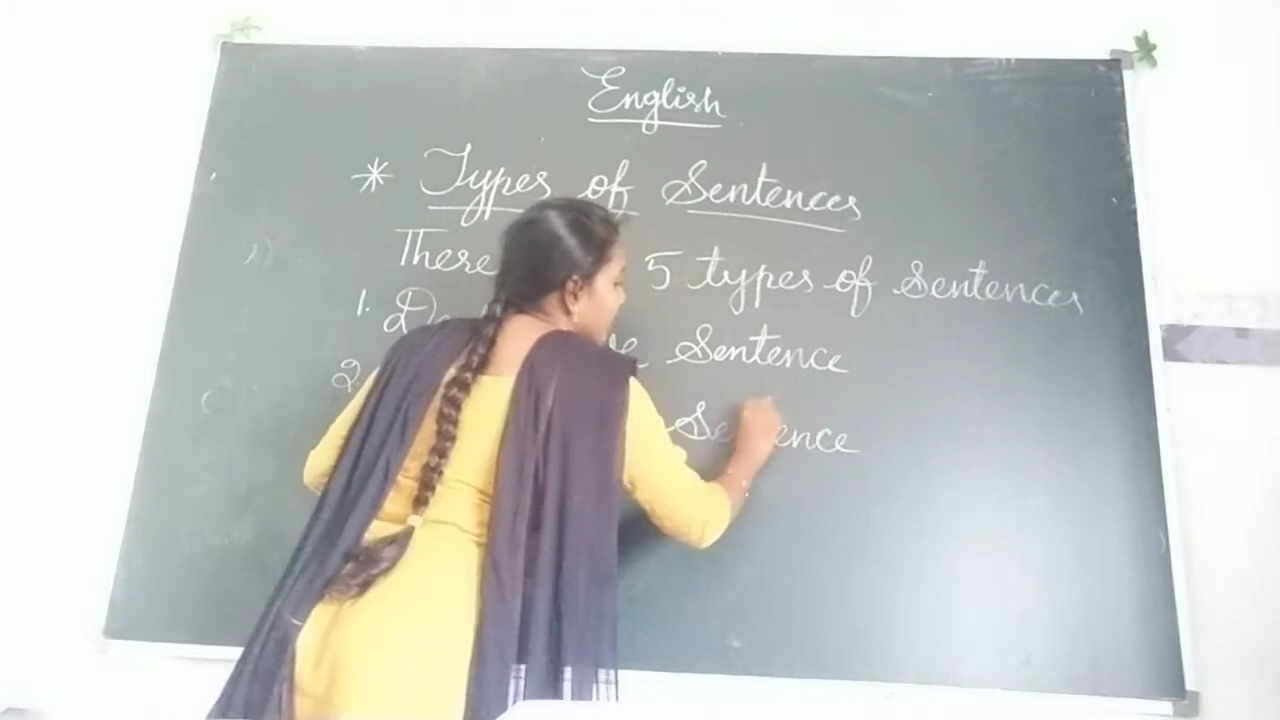 English
* Types of Sentences
There 5 types of Sentences
1. Sentence
2. Sentence